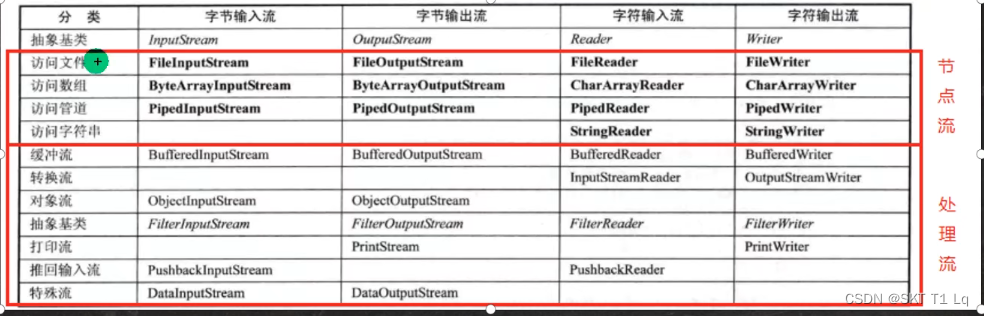 分 类 字节输入流 字节输出流 字符输入流 字符输出流
抽象基类 InputStream OutputStream Reader Writer
访问文件 FileInputStream FileOutputStream FileReader FileWriter
访问数组 ByteArrayInputStream ByteArrayOutputStream CharArrayReader CharArrayWriter
访问管道 PipedInputStream PipedOutputStream PipedReader PipedWriter
访问字符串 StringReader StringWriter
节点流
缓冲流 BufferedInputStream BufferedOutputStream BufferedReader BufferedWriter
转换流 InputStreamReader OutputStreamWriter
对象流 ObjectInputStream ObjectOutputStream
抽象基类 FilterInputStream FilterOutputStream FilterReader FilterWriter
打印流 PrintStream PrintWriter
推回输入流 PushbackInputStream PushbackReader
特殊流 DataInputStream DataOutputStream
处理流
CSDN @SKT T1 Lq